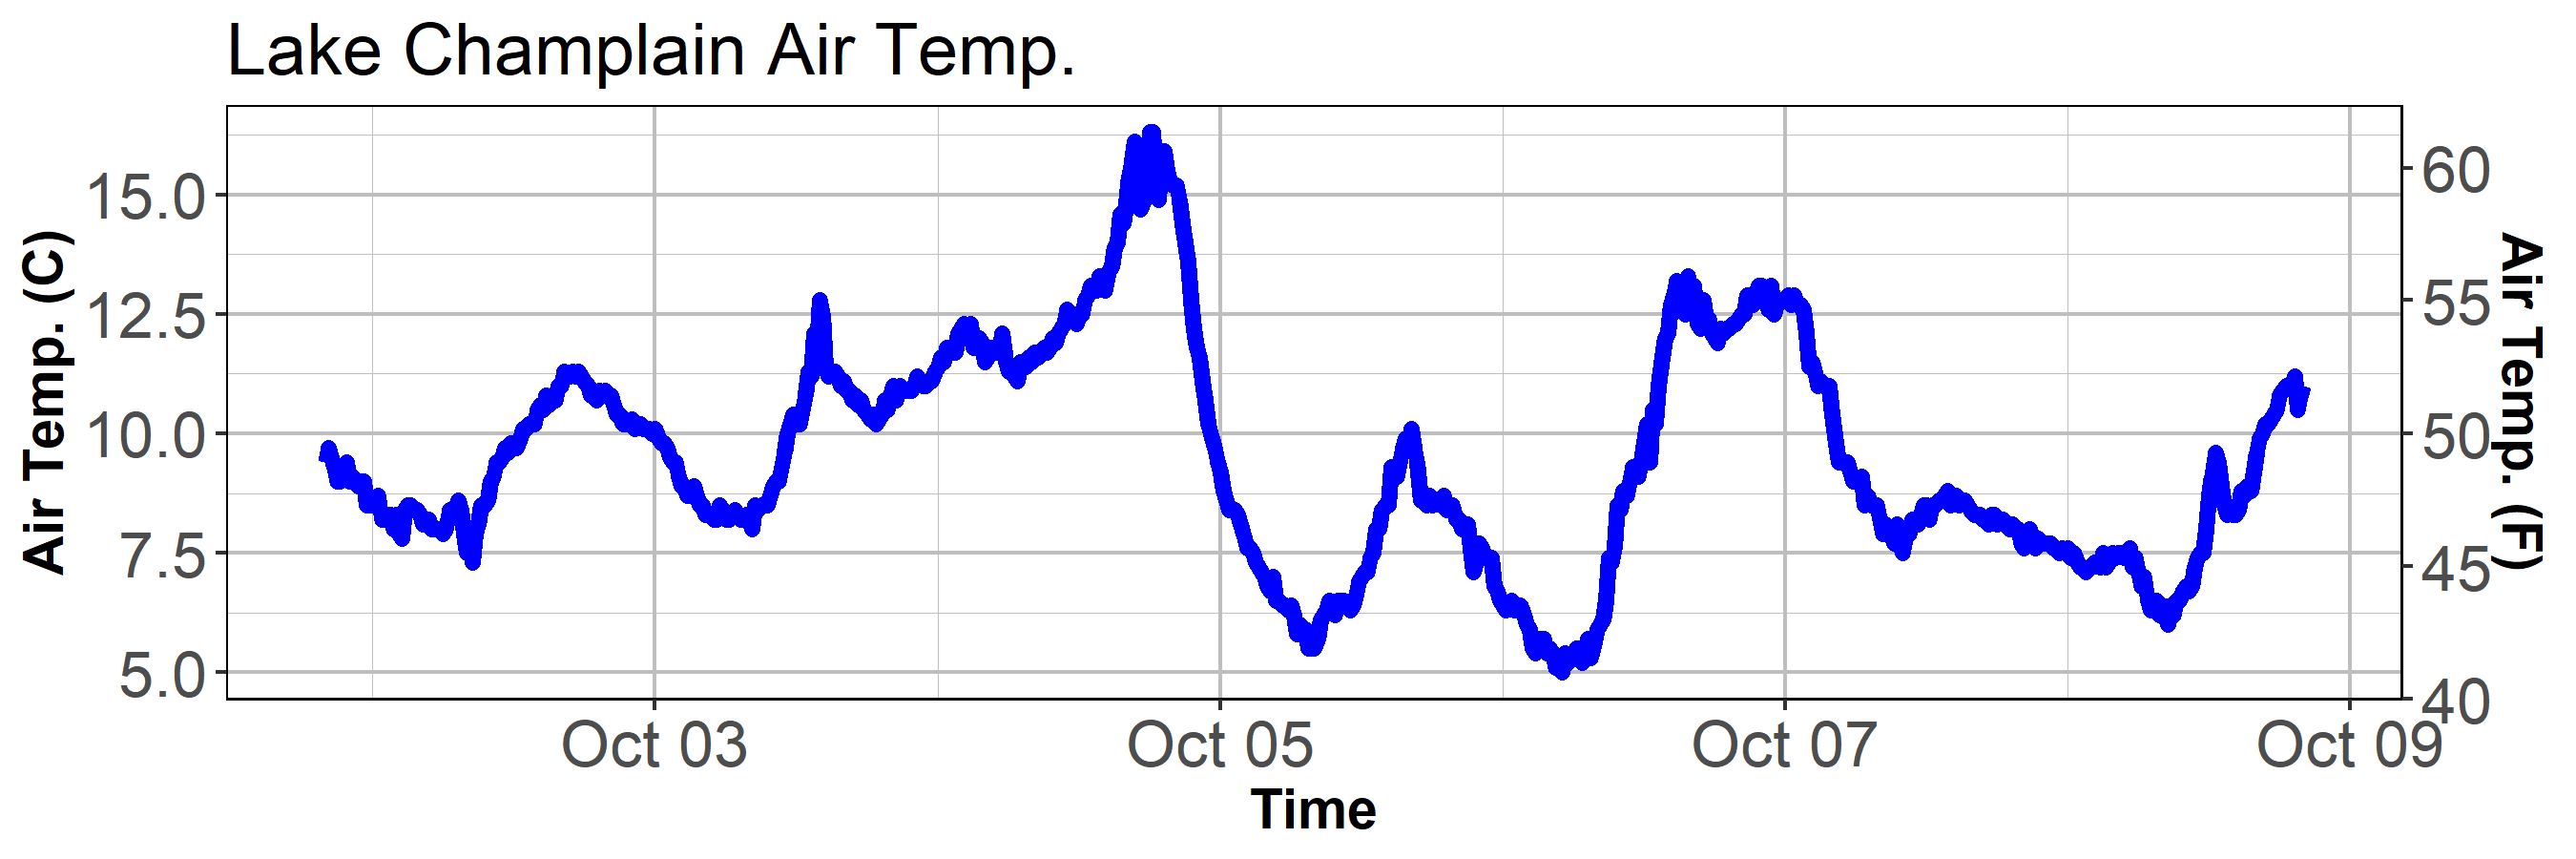 Lake Champlain Air Temp.
Air Temp. (C)
15.0
12.5
10.0
7.5
5.0
60
55
50
45
40
Air Temp. (F)
Oct 03 Oct 05 Oct 07 Oct 09
Time